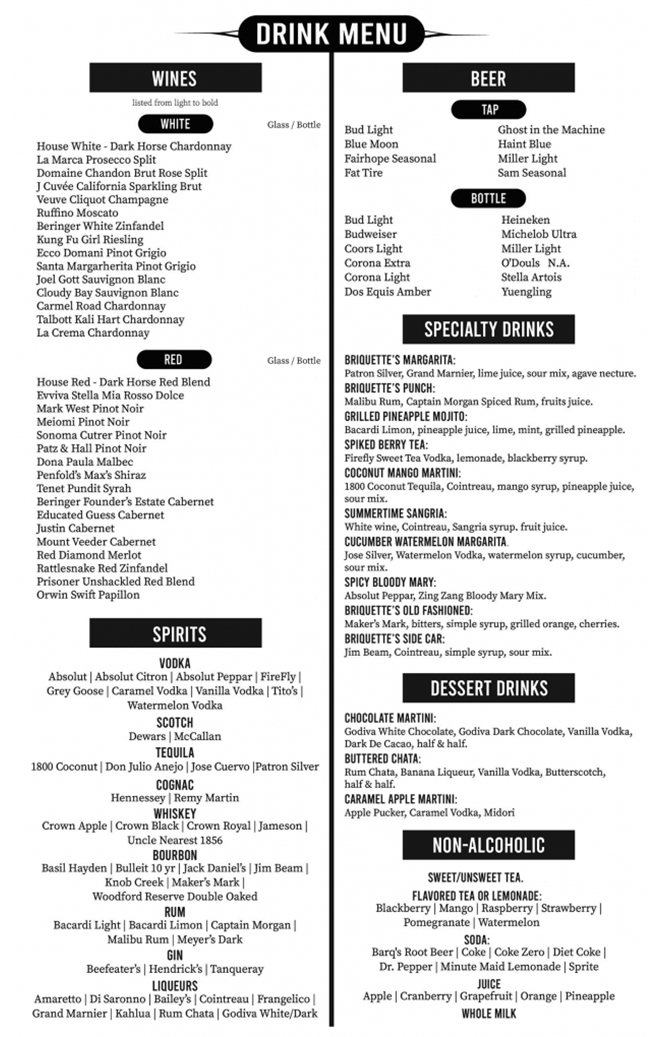 DRINK MENU
WINES
listed from light to bold
WHITE
Glass / Bottle
House White - Dark Horse Chardonnay
La Marca Prosecco Split
Domaine Chandon Brut Rose Split
J Cuvée California Sparkling Brut
Veuve Cliquot Champagne
Ruffino Moscato
Beringer White Zinfandel
Kung Fu Girl Riesling
Ecco Domani Pinot Grigio
Santa Margarherita Pinot Grigio
Joel Gott Sauvignon Blanc
Cloudy Bay Sauvignon Blanc
Carmel Road Chardonnay
Talbott Kali Hart Chardonnay
La Crema Chardonnay
RED
Glass / Bottle
House Red - Dark Horse Red Blend
Evviva Stella Mia Rosso Dolce
Mark West Pinot Noir
Meiomi Pinot Noir
Sonoma Cutrer Pinot Noir
Patz & Hall Pinot Noir
Dona Paula Malbec
Penfold's Max's Shiraz
Tenet Pundit Syrah
Beringer Founder's Estate Cabernet
Educated Guess Cabernet
Justin Cabernet
Mount Veeder Cabernet
Red Diamond Merlot
Rattlesnake Red Zinfandel
Prisoner Unshackled Red Blend
Orwin Swift Papillon
SPIRITS
VODKA
Absolut | Absolut Citron | Absolut Peppar | FireFly |
Grey Goose | Caramel Vodka | Vanilla Vodka | Tito's |
Watermelon Vodka
SCOTCH
Dewars | McCallan
TEQUILA
1800 Coconut | Don Julio Anejo | Jose Cuervo |Patron Silver
COGNAC
Hennessey | Remy Martin
WHISKEY
Crown Apple | Crown Black | Crown Royal | Jameson |
Uncle Nearest 1856
BOURBON
Basil Hayden | Bulleit 10 yr | Jack Daniel's | Jim Beam |
Knob Creek | Maker's Mark |
Woodford Reserve Double Oaked
RUM
Bacardi Light | Bacardi Limon | Captain Morgan |
Malibu Rum | Meyer's Dark
GIN
Beefeater's | Hendrick's | Tanqueray
LIQUEURS
Amaretto | Di Saronno | Bailey's | Cointreau | Frangelico |
Grand Marnier | Kahlua | Rum Chata | Godiva White/Dark
BEER
TAP
Bud Light Ghost in the Machine
Blue Moon Haint Blue
Fairhope Seasonal Miller Light
Fat Tire Sam Seasonal
BOTTLE
Bud Light Heineken
Budweiser Michelob Ultra
Coors Light Miller Light
Corona Extra O'Douls N.A.
Corona Light Stella Artois
Dos Equis Amber Yuengling
SPECIALTY DRINKS
BRIQUETTE'S MARGARITA:
Patron Silver, Grand Marnier, lime juice, sour mix, agave necture.
BRIQUETTE'S PUNCH:
Malibu Rum, Captain Morgan Spiced Rum, fruits juice.
GRILLED PINEAPPLE MOJITO:
Bacardi Limon, pineapple juice, lime, mint, grilled pineapple.
SPIKED BERRY TEA:
Firefly Sweet Tea Vodka, lemonade, blackberry syrup.
COCONUT MANGO MARTINI:
1800 Coconut Tequila, Cointreau, mango syrup, pineapple juice,
sour mix.
SUMMERTIME SANGRIA:
White wine, Cointreau, Sangria syrup. fruit juice.
CUCUMBER WATERMELON MARGARITA.
Jose Silver, Watermelon Vodka, watermelon syrup, cucumber,
sour mix.
SPICY BLOODY MARY:
Absolut Peppar, Zing Zang Bloody Mary Mix.
BRIQUETTE'S OLD FASHIONED:
Maker's Mark, bitters, simple syrup, grilled orange, cherries.
BRIQUETTE'S SIDE CAR:
Jim Beam, Cointreau, simple syrup, sour mix.
DESSERT DRINKS
CHOCOLATE MARTINI:
Godiva White Chocolate, Godiva Dark Chocolate, Vanilla Vodka,
Dark De Cacao, half & half.
BUTTERED CHATA:
Rum Chata, Banana Liqueur, Vanilla Vodka, Butterscotch,
half & half.
CARAMEL APPLE MARTINI:
Apple Pucker, Caramel Vodka, Midori
NON-ALCOHOLIC
SWEET/UNSWEET TEA.
FLAVORED TEA OR LEMONADE:
Blackberry | Mango | Raspberry | Strawberry |
Pomegranate | Watermelon
SODA:
Barq's Root Beer | Coke | Coke Zero | Diet Coke |
Dr. Pepper | Minute Maid Lemonade | Sprite
JUICE
Apple | Cranberry | Grapefruit | Orange | Pineapple
WHOLE MILK